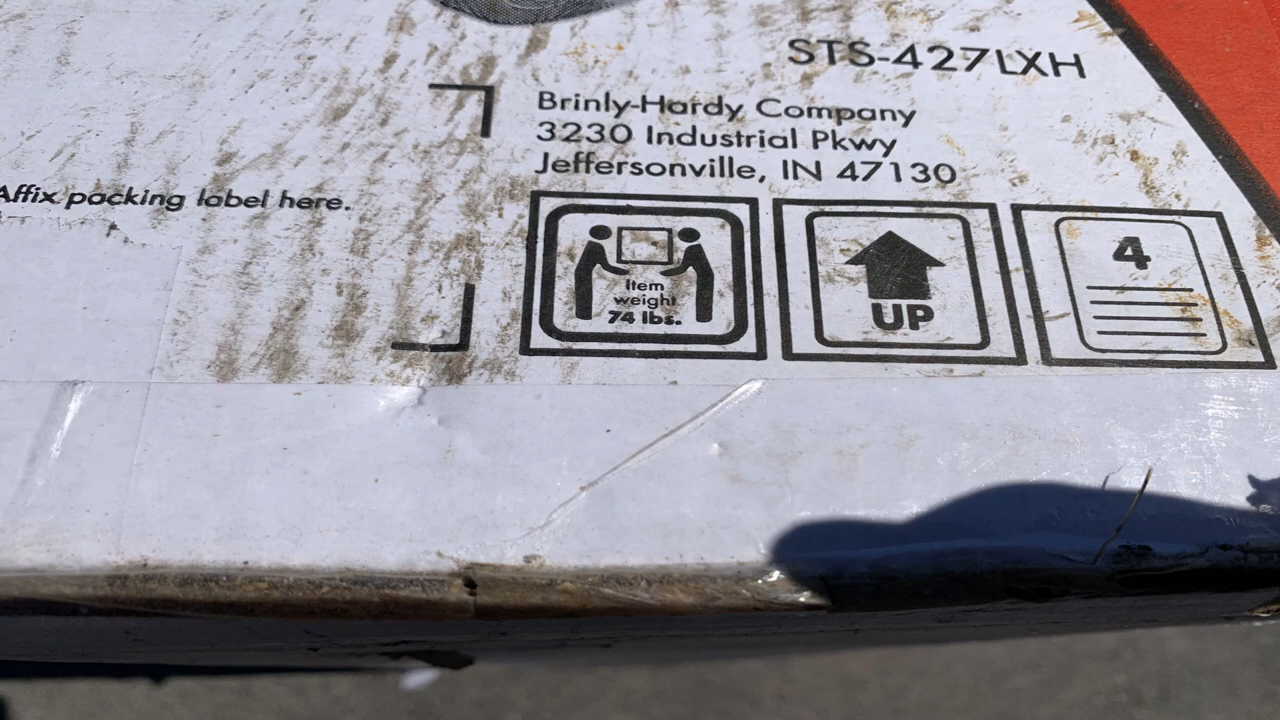 STS-427LXH
Brinly-Hardy Company
3230 Industrial Pkwy
Jeffersonville, IN 47130
Affix packing label here.
Item
weight
74 lbs.
UP
4